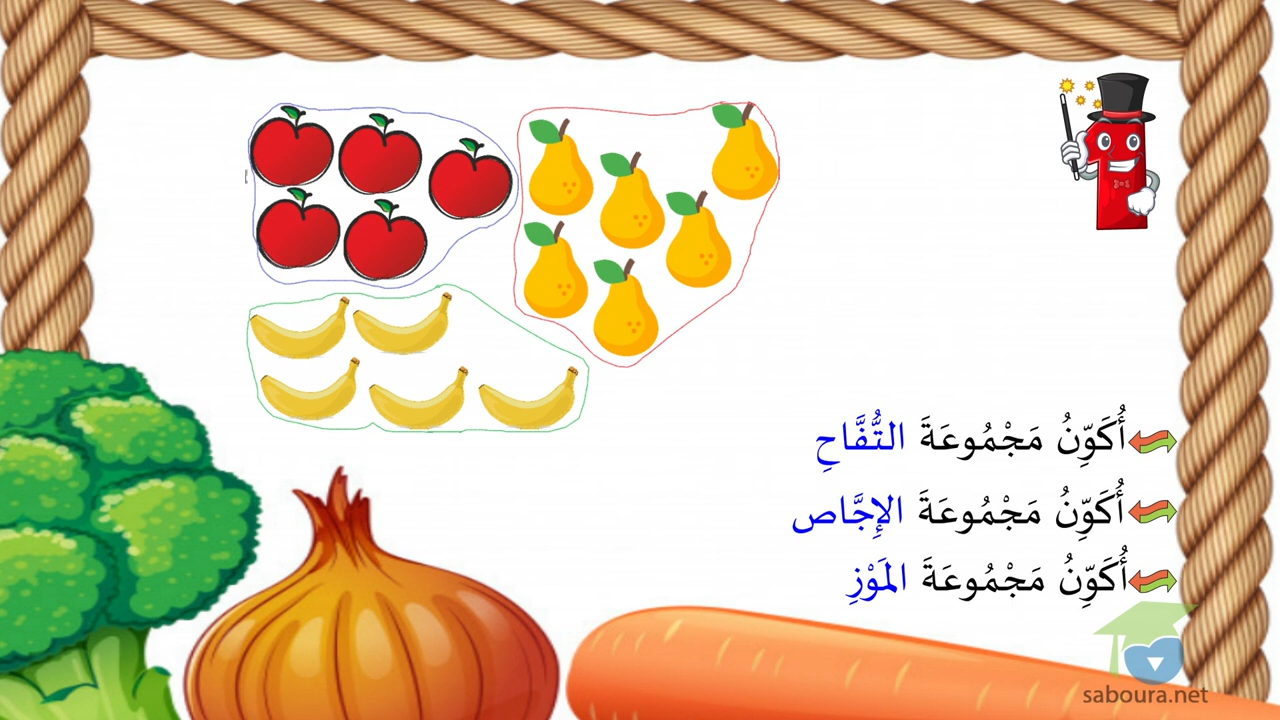 أُكَوِّنُ مَجْمُوعَةَ التُّفَّاحِ
أُكَوِّنُ مَجْمُوعَةَ الإِجَّاص
أُكَوِّنُ مَجْمُوعَةَ المَوْزِ
saboura.net